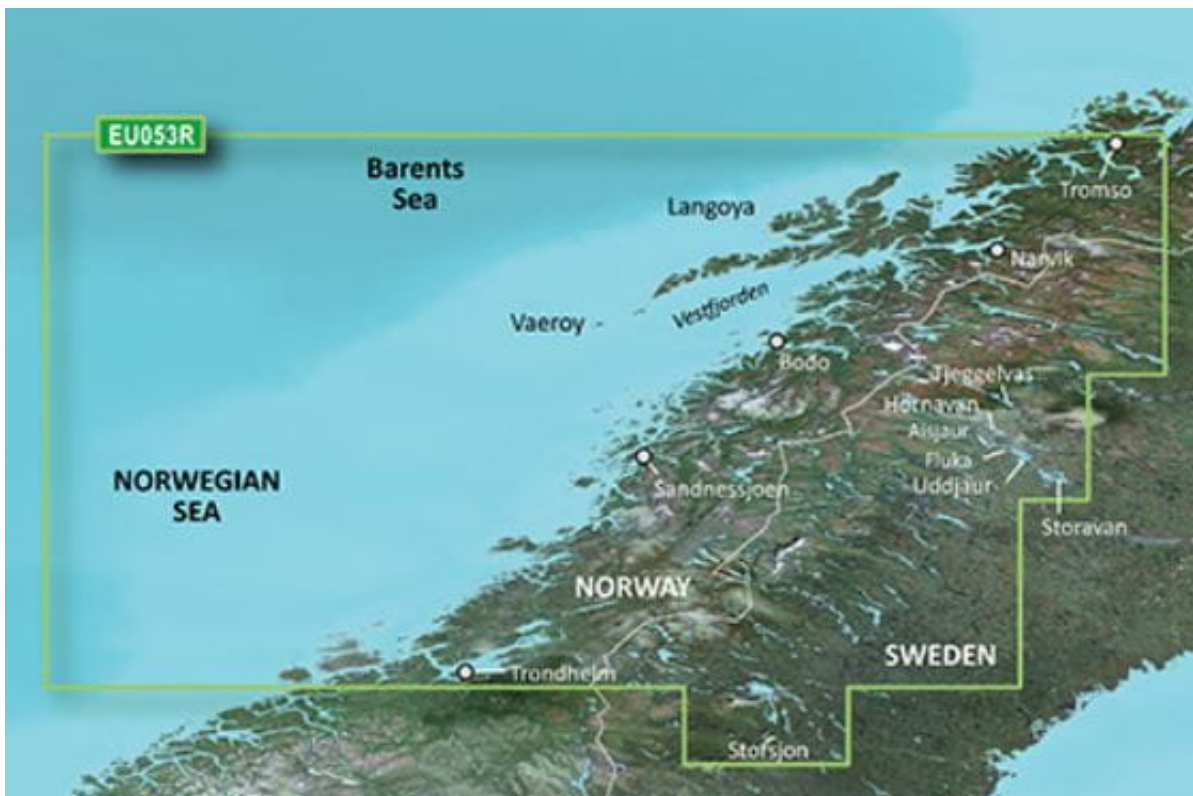 EU053R
Barents
Sea
Langoya
Tromso
Narvik
Vestfjorden
Vaeroy
Bodo
Tjeggelvas
Hornavan
Aisjaur
Fluka
Uddjaur
Sandnessjoen
NORWEGIAN
SEA
Storavan
NORWAY
SWEDEN
Trondheim
Storsjon